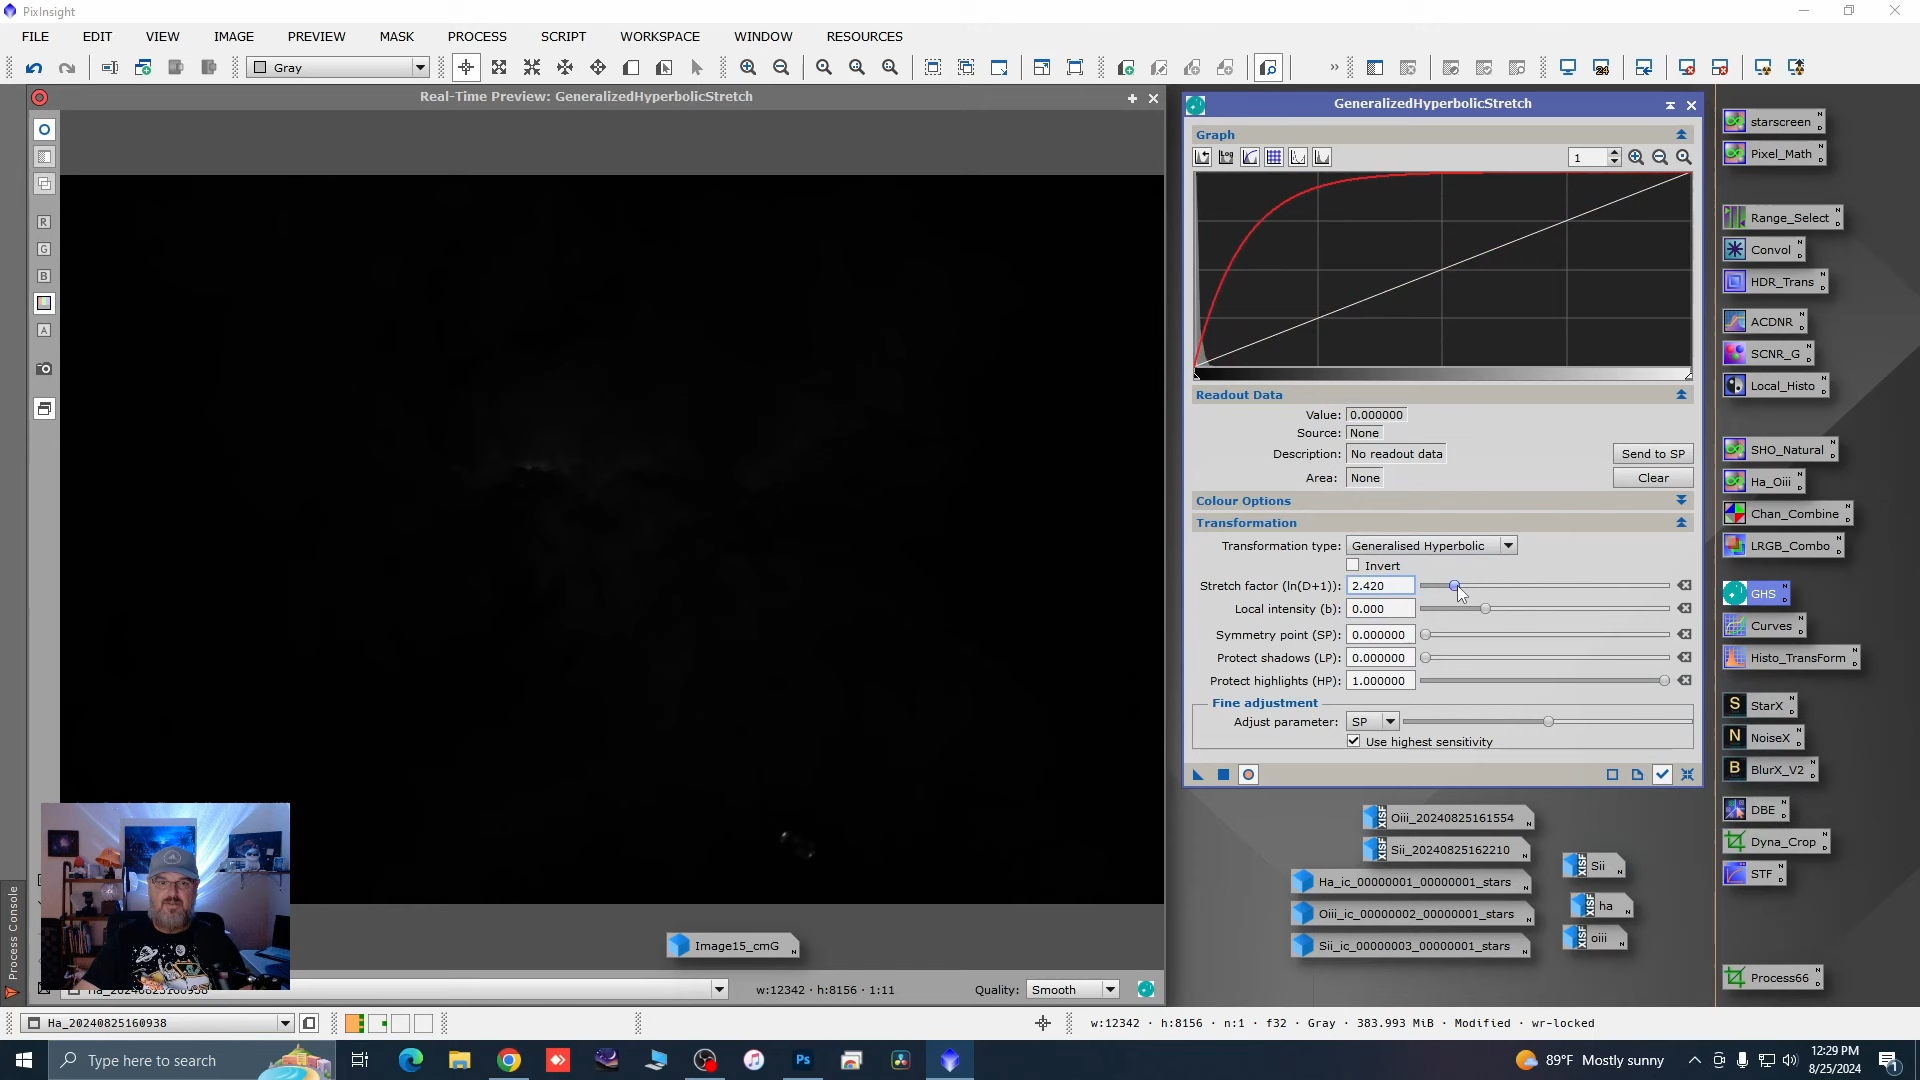 PixInsight
FILE EDIT VIEW IMAGE PREVIEW MASK PROCESS SCRIPT WORKSPACE WINDOW RESOURCES
Gray
24
Real-Time Preview: GeneralizedHyperbolicStretch
R
G
B
A
GeneralizedHyperbolicStretch
Graph
Log
1
Readout Data
Value: 0.000000
Source: None
Description: No readout data Send to SP
Area: None Clear
Colour Options
Transformation
Transformation type: Generalised Hyperbolic
Invert
Stretch factor (ln(D+1)): 2.420
Local intensity (b): 0.000
Symmetry point (SP): 0.000000
Protect shadows (LP): 0.000000
Protect highlights (HP): 1.000000
Fine adjustment
Adjust parameter: SP
Use highest sensitivity
starscreen
Pixel_Math
Range_Select
Convol
HDR_Trans
ACDNR
SCNR_G
Local_Histo
SHO_Natural
Ha_Oiii
Chan_Combine
LRGB_Combo
GHS
Curves
Histo_TransForm
StarX
NoiseX
BlurX_V2
DBE
Dyna_Crop
STF
Process66
Oiii_20240825161554
Sii_20240825162210
Ha_ic_00000001_00000001_stars
Oiii_ic_00000002_00000001_stars
Sii_ic_00000003_00000001_stars
Sii
ha
oiii
Image15_cmG
Process Console
w:12342 · h:8156 · 1:11
Quality: Smooth
Ha_20240825160938
w:12342 · h:8156 · n:1 · f32 · Gray · 383.993 MiB · Modified · wr-locked
Type here to search
Ps
89°F Mostly sunny
12:29 PM
8/25/2024
1